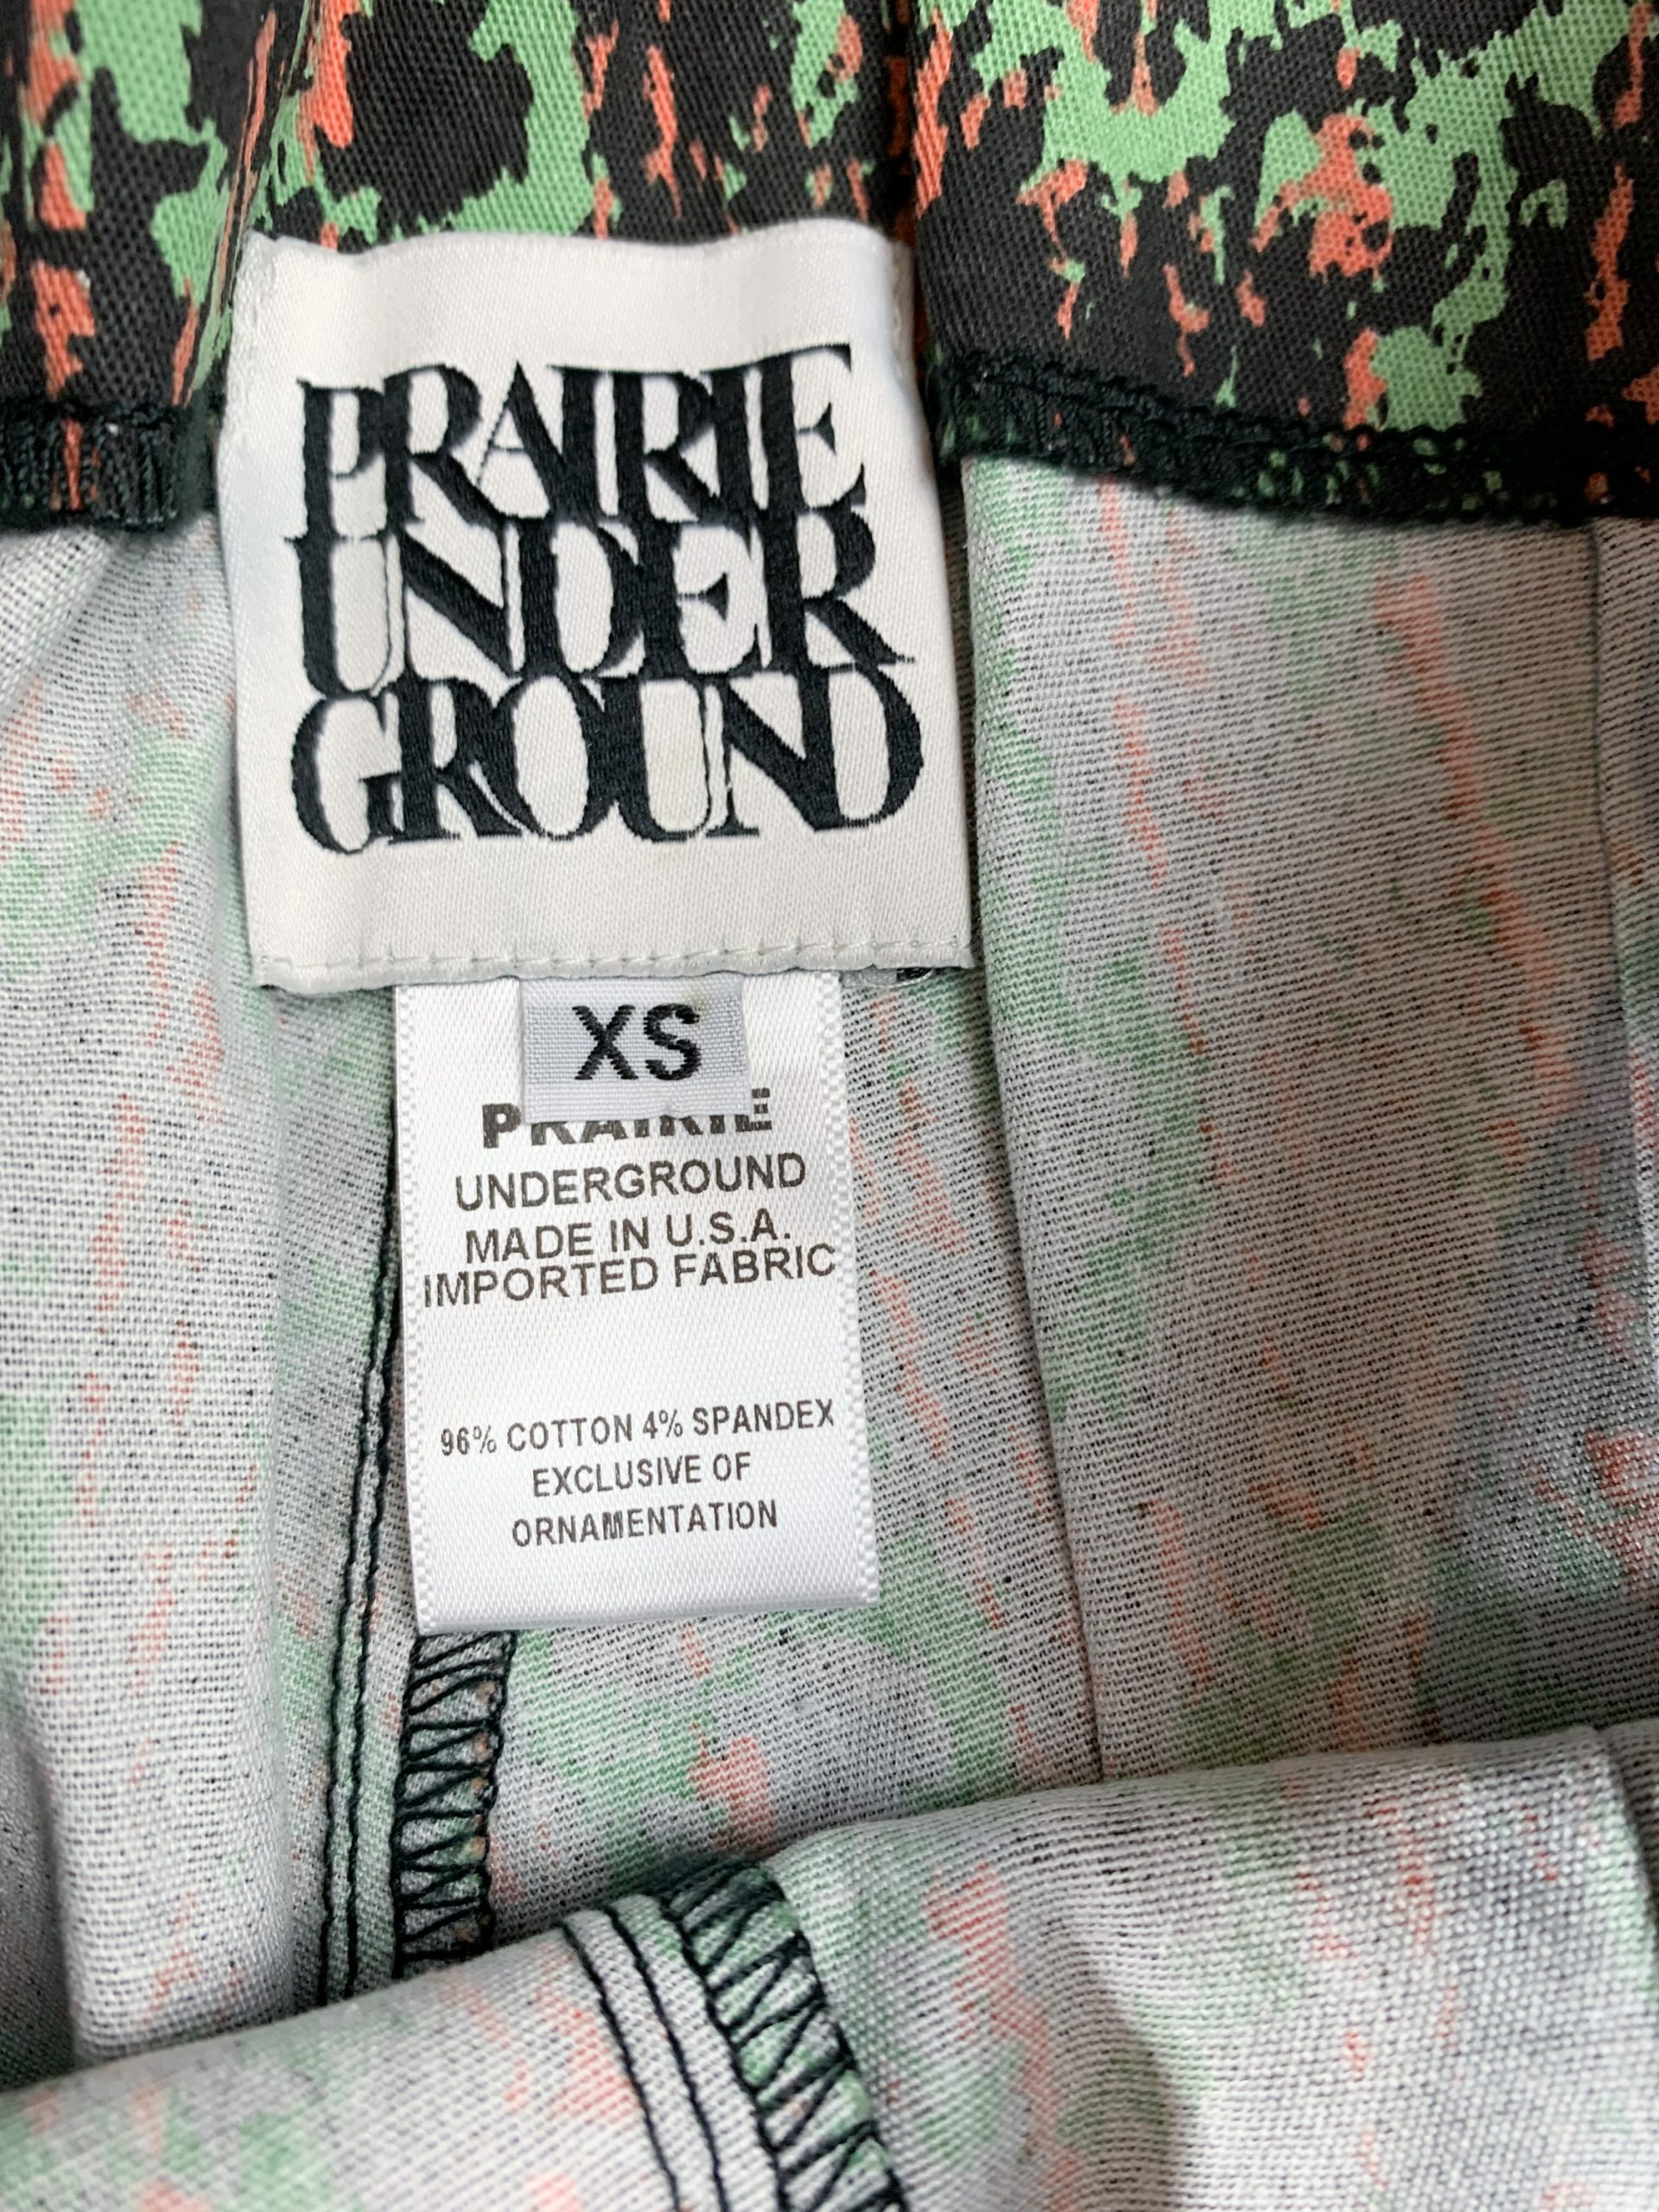 PRAIRIE
UNDER
GROUND
XS
PRAIRIE
UNDERGROUND
MADE IN U.S.A.
IMPORTED FABRIC
96% COTTON 4% SPANDEX
EXCLUSIVE OF
ORNAMENTATION